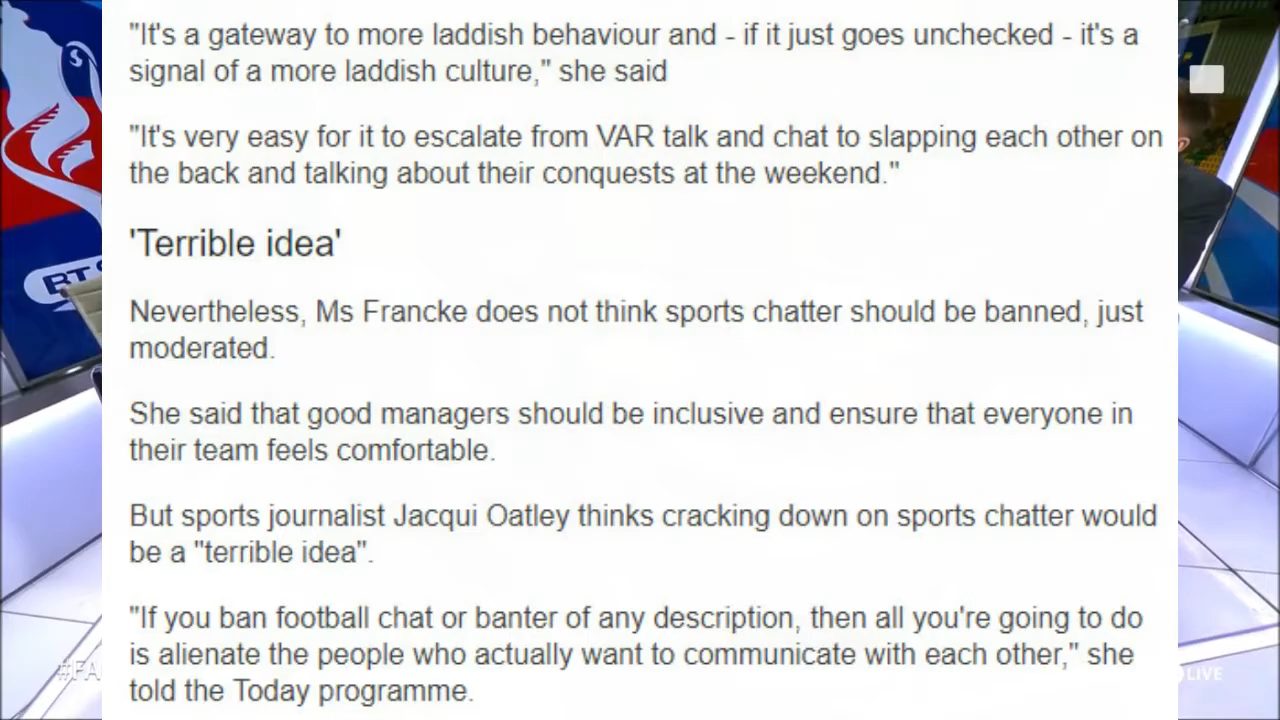 "It's a gateway to more laddish behaviour and - if it just goes unchecked - it's a
signal of a more laddish culture," she said
"It's very easy for it to escalate from VAR talk and chat to slapping each other on
the back and talking about their conquests at the weekend."
'Terrible idea'
Nevertheless, Ms Francke does not think sports chatter should be banned, just
moderated.
She said that good managers should be inclusive and ensure that everyone in
their team feels comfortable.
But sports journalist Jacqui Oatley thinks cracking down on sports chatter would
be a "terrible idea".
"If you ban football chat or banter of any description, then all you're going to do
is alienate the people who actually want to communicate with each other," she
told the Today programme.
BT
#FA
LIVE